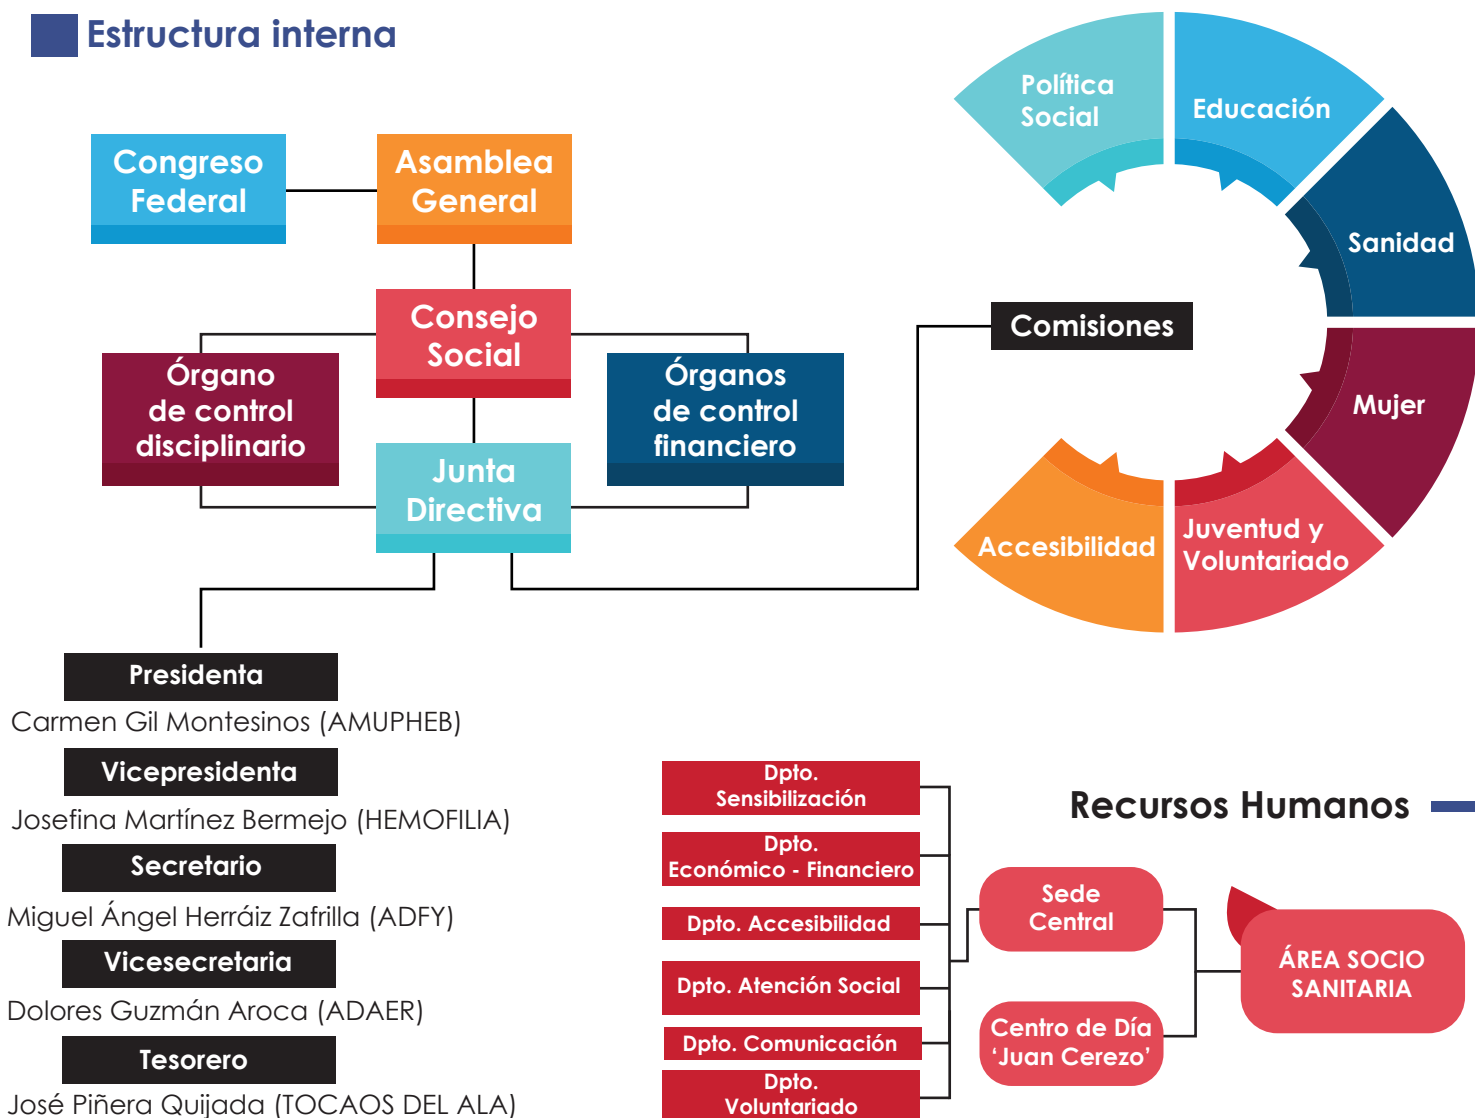 Estructura interna
Congreso
Federal
Asamblea
General
Consejo
Social
Órgano
de control
disciplinario
Órganos
de control
financiero
Junta
Directiva
Comisiones
Política
Social
Educación
Sanidad
Mujer
Juventud y
Voluntariado
Accesibilidad
Presidenta
Carmen Gil Montesinos (AMUPHEB)
Vicepresidenta
Josefina Martínez Bermejo (HEMOFILIA)
Secretario
Miguel Ángel Herráiz Zafrilla (ADFY)
Vicesecretaria
Dolores Guzmán Aroca (ADAER)
Tesorero
José Piñera Quijada (TOCAOS DEL ALA)
Recursos Humanos
Dpto.
Sensibilización
Dpto.
Económico - Financiero
Dpto. Accesibilidad
Dpto. Atención Social
Dpto. Comunicación
Dpto.
Voluntariado
Sede
Central
Centro de Día
‘Juan Cerezo’
ÁREA SOCIO
SANITARIA